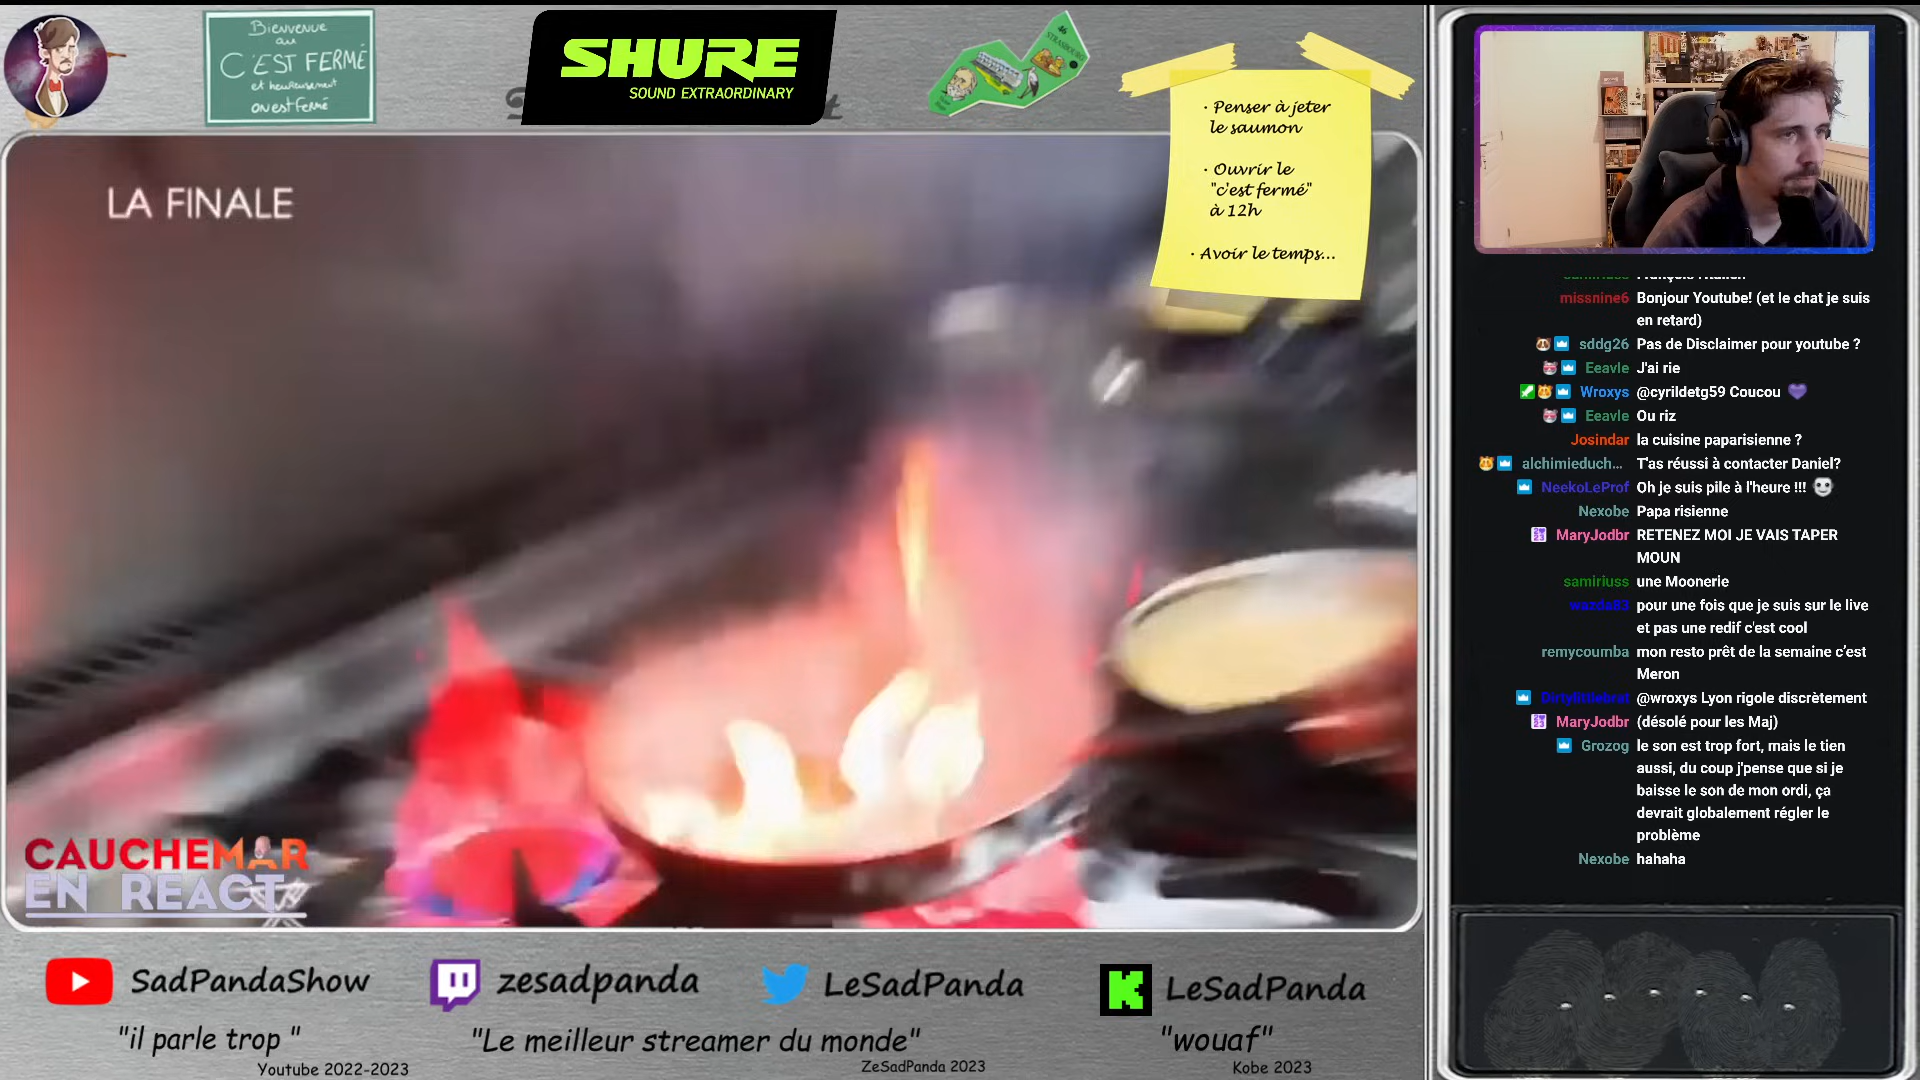 Bienvenue
au
C'EST FERMÉ
et heureusement
on est fermé
SHURE
SOUND EXTRAORDINARY
STRASBOURG
· Penser à jeter
le saumon
· Ouvrir le
"c'est fermé"
à 12h
· Avoir le temps...
LA FINALE
CAUCHEMAR
EN REACT
missnine6 Bonjour Youtube! (et le chat je suis
en retard)
sddg26 Pas de Disclaimer pour youtube ?
Eeavle J'ai rie
Wroxys @cyrildetg59 Coucou
Eeavle Ou riz
Josindar la cuisine paparisienne ?
alchimieduch... T'as réussi à contacter Daniel?
NeekoLeProf Oh je suis pile à l'heure !!!
Nexobe Papa risienne
MaryJodbr RETENEZ MOI JE VAIS TAPER
MOUN
samiriuss une Moonerie
wazda83 pour une fois que je suis sur le live
et pas une redif c'est cool
remycoumba mon resto prêt de la semaine c'est
Meron
Dirtylittlebrat @wroxys Lyon rigole discrètement
MaryJodbr (désolé pour les Maj)
Grozog le son est trop fort, mais le tien
aussi, du coup j'pense que si je
baisse le son de mon ordi, ça
devrait globalement régler le
problème
Nexobe hahaha
SadPandaShow
"il parle trop "
Youtube 2022-2023
zesadpanda
"Le meilleur streamer du monde"
ZeSadPanda 2023
LeSadPanda
LeSadPanda
"wouaf"
Kobe 2023